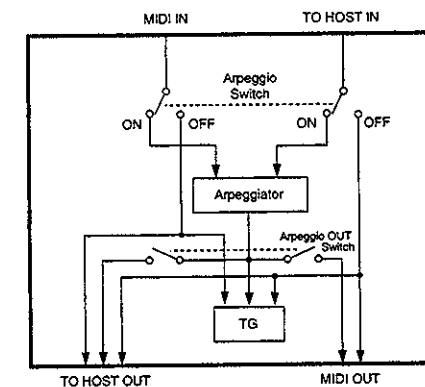 MIDI IN
TO HOST IN
Arpeggio
Switch
ON
OFF
ON
OFF
Arpeggiator
Arpeggio OUT
Switch
TG
TO HOST OUT
MIDI OUT